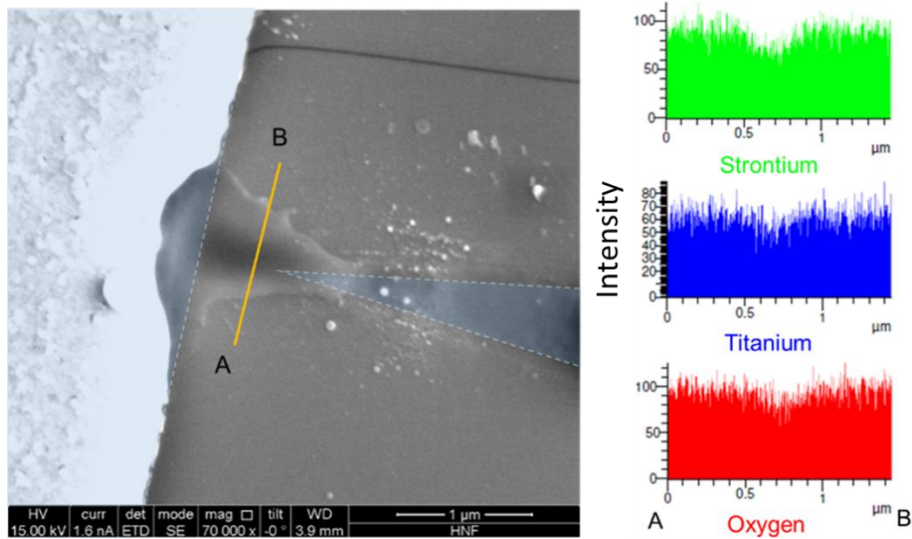 B
A
HV curr det mode mag □ tilt WD
15.00 kV 1.6 nA ETD SE 70 000 x -0 ° 3.9 mm
1 µm
HNF
Intensity
100
50
0
0 0.5 1
µm
Strontium
80
70
60
50
40
30
20
10
0
0 0.5 1
µm
Titanium
100
50
0
0 0.5 1
µm
A Oxygen B